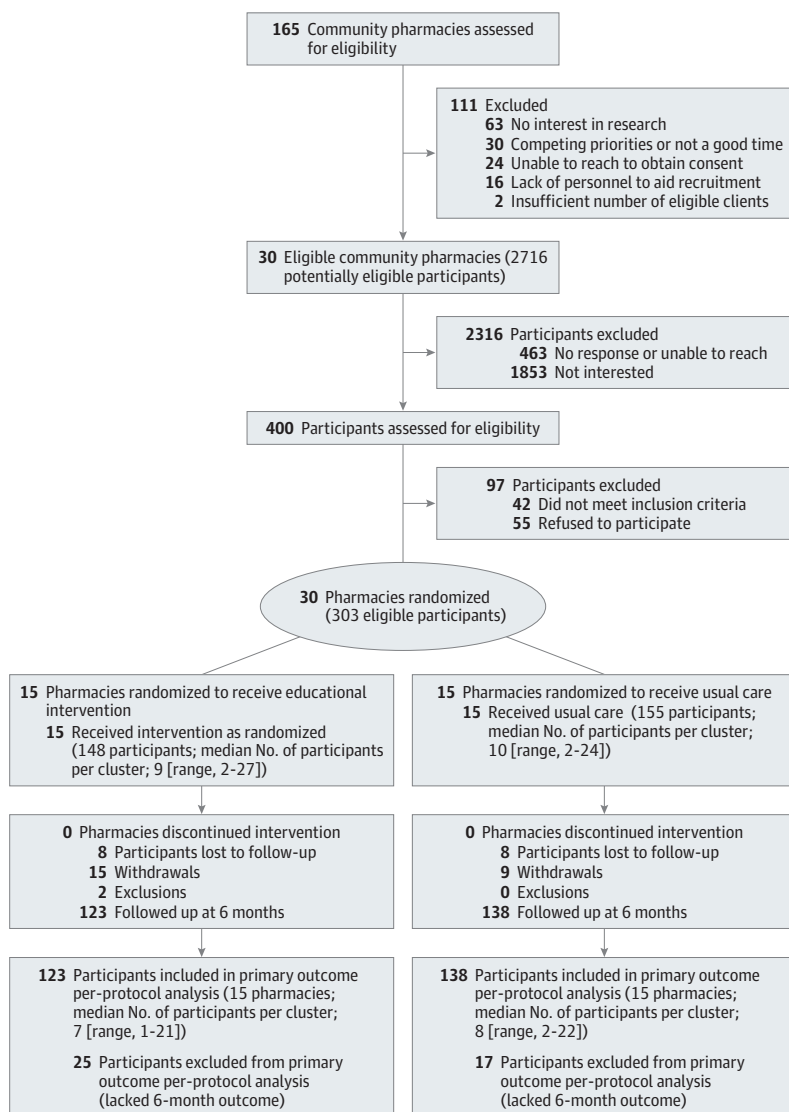 165 Community pharmacies assessed
for eligibility
111 Excluded
63 No interest in research
30 Competing priorities or not a good time
24 Unable to reach to obtain consent
16 Lack of personnel to aid recruitment
2 Insufficient number of eligible clients
30 Eligible community pharmacies (2716
potentially eligible participants)
2316 Participants excluded
463 No response or unable to reach
1853 Not interested
400 Participants assessed for eligibility
97 Participants excluded
42 Did not meet inclusion criteria
55 Refused to participate
30 Pharmacies randomized
(303 eligible participants)
15 Pharmacies randomized to receive educational
intervention
15 Received intervention as randomized
(148 participants; median No. of participants
per cluster; 9 [range, 2-27])
15 Pharmacies randomized to receive usual care
15 Received usual care (155 participants;
median No. of participants per cluster;
10 [range, 2-24])
0 Pharmacies discontinued intervention
8 Participants lost to follow-up
15 Withdrawals
2 Exclusions
123 Followed up at 6 months
0 Pharmacies discontinued intervention
8 Participants lost to follow-up
9 Withdrawals
0 Exclusions
138 Followed up at 6 months
123 Participants included in primary outcome
per-protocol analysis (15 pharmacies;
median No. of participants per cluster;
7 [range, 1-21])
25 Participants excluded from primary
outcome per-protocol analysis
(lacked 6-month outcome)
138 Participants included in primary outcome
per-protocol analysis (15 pharmacies;
median No. of participants per cluster;
8 [range, 2-22])
17 Participants excluded from primary
outcome per-protocol analysis
(lacked 6-month outcome)